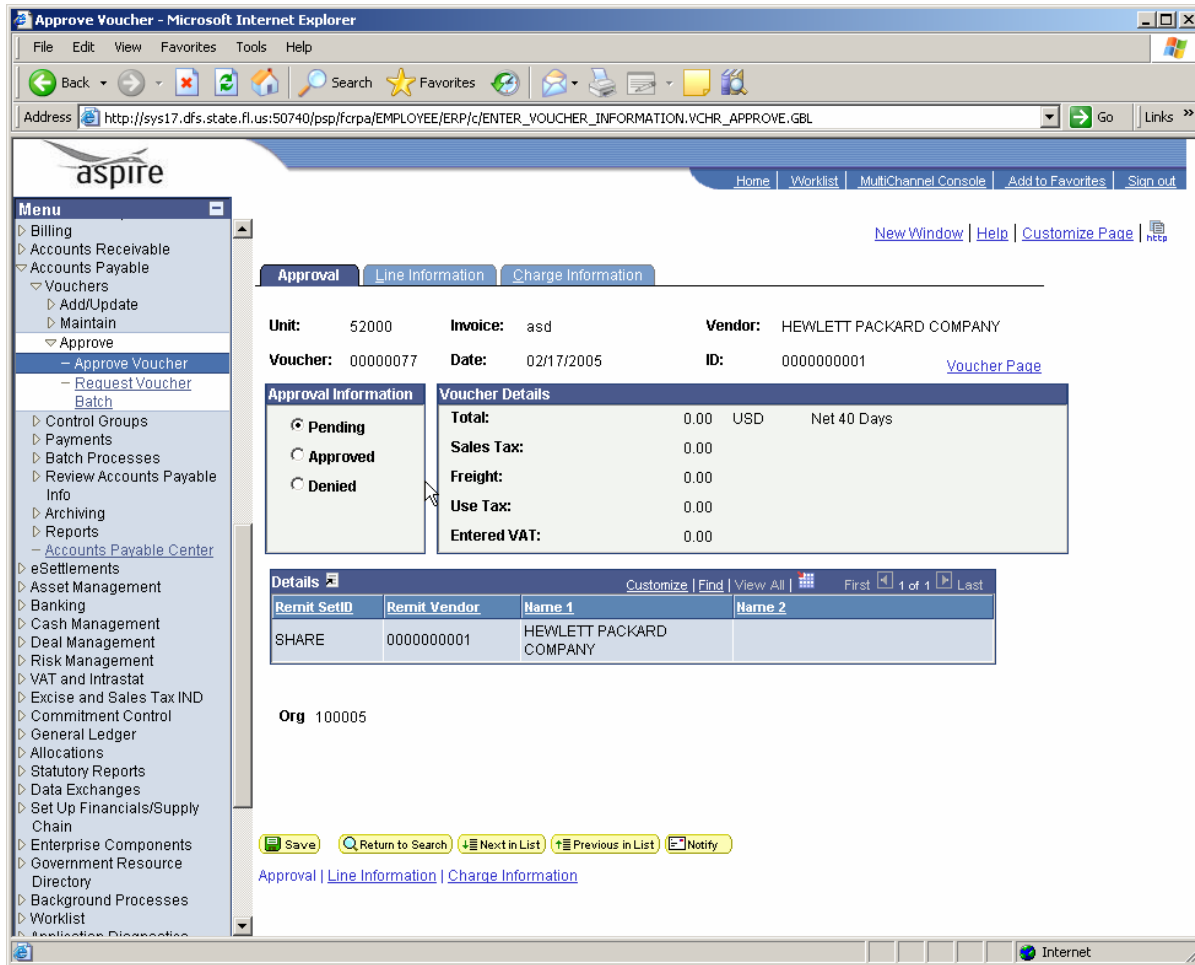 Approve Voucher - Microsoft Internet Explorer
File Edit View Favorites Tools Help
Back Search Favorites
Address http://sys17.dfs.state.fl.us:50740/psp/fcrpa/EMPLOYEE/ERP/c/ENTER_VOUCHER_INFORMATION.VCHR_APPROVE.GBL Go Links »
aspire
Home Worklist MultiChannel Console Add to Favorites Sign out
Menu
Billing
Accounts Receivable
Accounts Payable
Vouchers
Add/Update
Maintain
Approve
– Approve Voucher
– Request Voucher
Batch
Control Groups
Payments
Batch Processes
Review Accounts Payable
Info
Archiving
Reports
– Accounts Payable Center
eSettlements
Asset Management
Banking
Cash Management
Deal Management
Risk Management
VAT and Intrastat
Excise and Sales Tax IND
Commitment Control
General Ledger
Allocations
Statutory Reports
Data Exchanges
Set Up Financials/Supply
Chain
Enterprise Components
Government Resource
Directory
Background Processes
Worklist
New Window | Help | Customize Page | http
Approval Line Information Charge Information
Unit: 52000 Invoice: asd Vendor: HEWLETT PACKARD COMPANY
Voucher: 00000077 Date: 02/17/2005 ID: 0000000001 Voucher Page
Approval Information
Pending
Approved
Denied
Voucher Details
Total: 0.00 USD Net 40 Days
Sales Tax: 0.00
Freight: 0.00
Use Tax: 0.00
Entered VAT: 0.00
Details Customize | Find | View All | First 1 of 1 Last
Remit SetID Remit Vendor Name 1 Name 2
SHARE 0000000001 HEWLETT PACKARD
COMPANY
Org 100005
Save Return to Search Next in List Previous in List Notify
Approval | Line Information | Charge Information
Internet